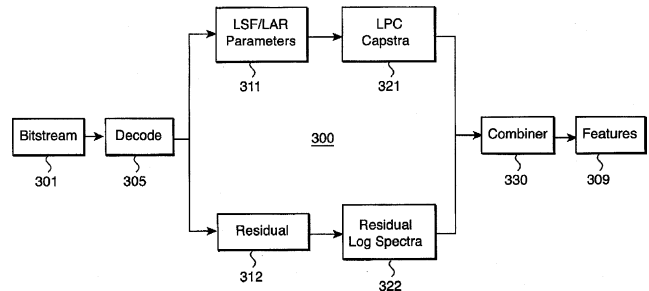 LSF/LAR
Parameters
311
LPC
Capstra
321
Bitstream
301
Decode
305
300
Combiner
330
Features
309
Residual
312
Residual
Log Spectra
322